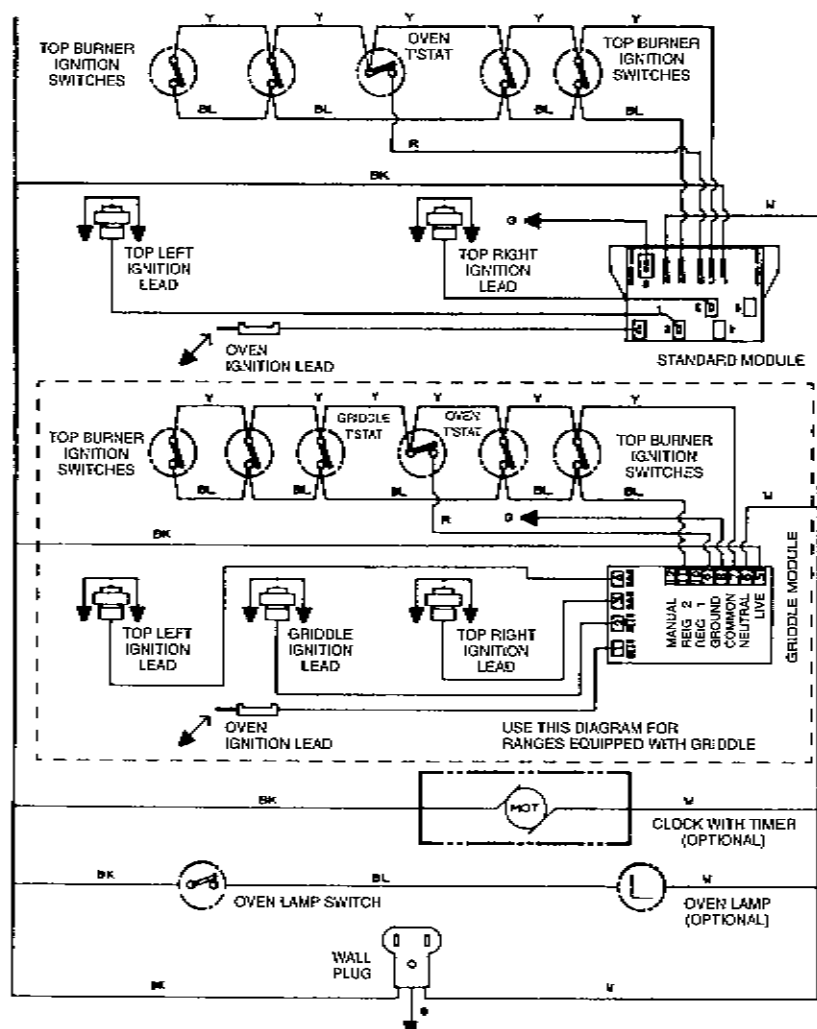 Y Y Y Y
TOP BURNER IGNITION SWITCHES
OVEN T'STAT
TOP BURNER IGNITION SWITCHES
BL BL BL BL
R
BK
W
G
TOP LEFT IGNITION LEAD
TOP RIGHT IGNITION LEAD
OVEN IGNITION LEAD
STANDARD MODULE
Y Y Y Y Y Y
TOP BURNER IGNITION SWITCHES
GRIDDLE T'STAT
OVEN T'STAT
TOP BURNER IGNITION SWITCHES
BL BL BL BL BL
R
G
W
BK
MANUAL
REIG 2
REIG 1
GROUND
COMMON
NEUTRAL
LIVE
GRIDDLE MODULE
TOP LEFT IGNITION LEAD
GRIDDLE IGNITION LEAD
TOP RIGHT IGNITION LEAD
OVEN IGNITION LEAD
USE THIS DIAGRAM FOR
RANGES EQUIPPED WITH GRIDDLE
BK
MOT
W
CLOCK WITH TIMER
(OPTIONAL)
BK
BL
W
OVEN LAMP SWITCH
OVEN LAMP
(OPTIONAL)
WALL PLUG
BK
W
G